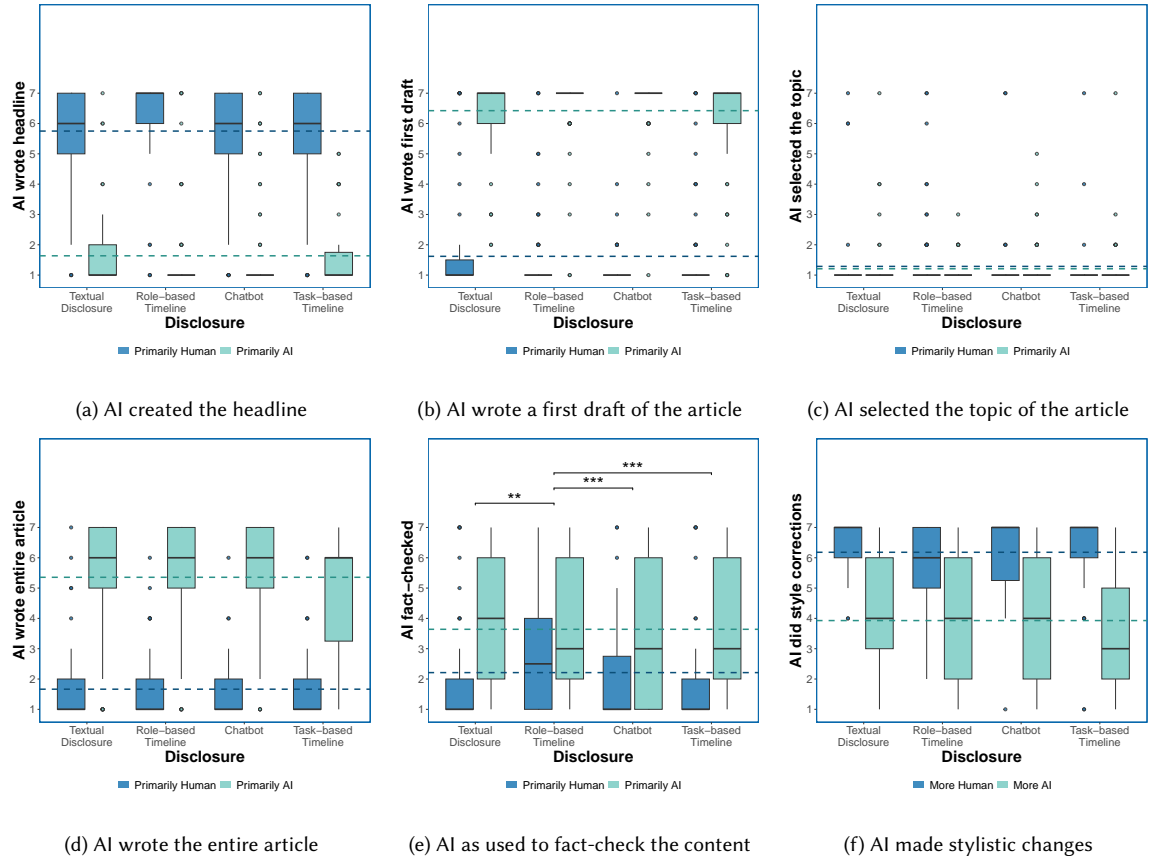 AI wrote headline
7
6
5
4
3
2
1
Textual Disclosure
Role−based Timeline
Chatbot
Task−based Timeline
Disclosure
Primarily Human Primarily AI
(a) AI created the headline
AI wrote first draft
7
6
5
4
3
2
1
Textual Disclosure
Role−based Timeline
Chatbot
Task−based Timeline
Disclosure
Primarily Human Primarily AI
(b) AI wrote a first draft of the article
AI selected the topic
7
6
5
4
3
2
1
Textual Disclosure
Role−based Timeline
Chatbot
Task−based Timeline
Disclosure
Primarily Human Primarily AI
(c) AI selected the topic of the article
AI wrote entire article
7
6
5
4
3
2
1
Textual Disclosure
Role−based Timeline
Chatbot
Task−based Timeline
Disclosure
Primarily Human Primarily AI
(d) AI wrote the entire article
AI fact−checked
***
***
**
7
6
5
4
3
2
1
Textual Disclosure
Role−based Timeline
Chatbot
Task−based Timeline
Disclosure
Primarily Human Primarily AI
(e) AI as used to fact-check the content
AI did style corrections
7
6
5
4
3
2
1
Textual Disclosure
Role−based Timeline
Chatbot
Task−based Timeline
Disclosure
More Human More AI
(f) AI made stylistic changes